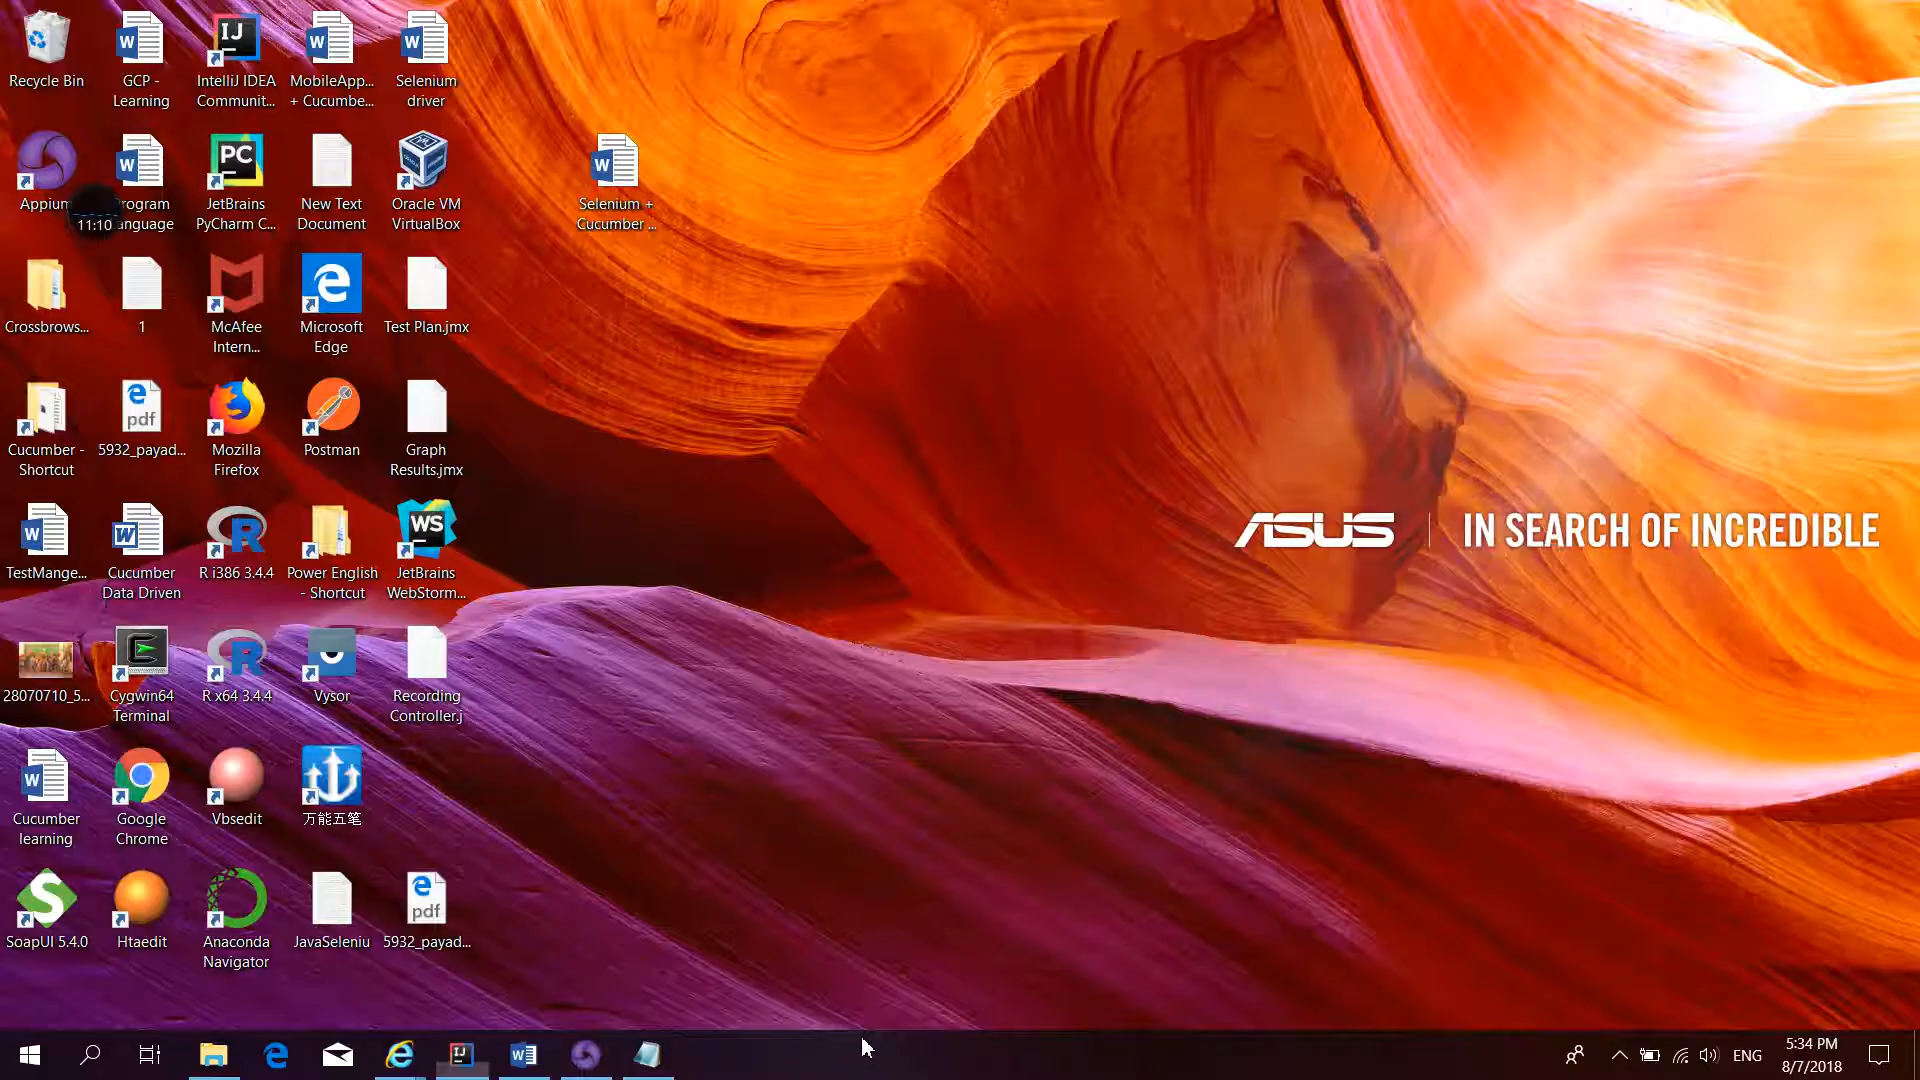 Recycle Bin
GCP -
Learning
IntelliJ IDEA
Communit...
MobileApp...
+ Cucumbe...
Selenium
driver
Appium
Program
Language
JetBrains
PyCharm C...
New Text
Document
Oracle VM
VirtualBox
Selenium +
Cucumber ...
11:10
Crossbrows...
1
McAfee
Intern...
Microsoft
Edge
Test Plan.jmx
Cucumber -
Shortcut
pdf
5932_payad...
Mozilla
Firefox
Postman
Graph
Results.jmx
TestMange...
Cucumber
Data Driven
R i386 3.4.4
Power English
- Shortcut
WS
JetBrains
WebStorm...
ASUS
IN SEARCH OF INCREDIBLE
28070710_5...
Cygwin64
Terminal
R x64 3.4.4
Vysor
Recording
Controller.j
Cucumber
learning
Google
Chrome
Vbsedit
万能五笔
SoapUI 5.4.0
Htaedit
Anaconda
Navigator
JavaSeleniu
pdf
5932_payad...
ENG
5:34 PM
8/7/2018